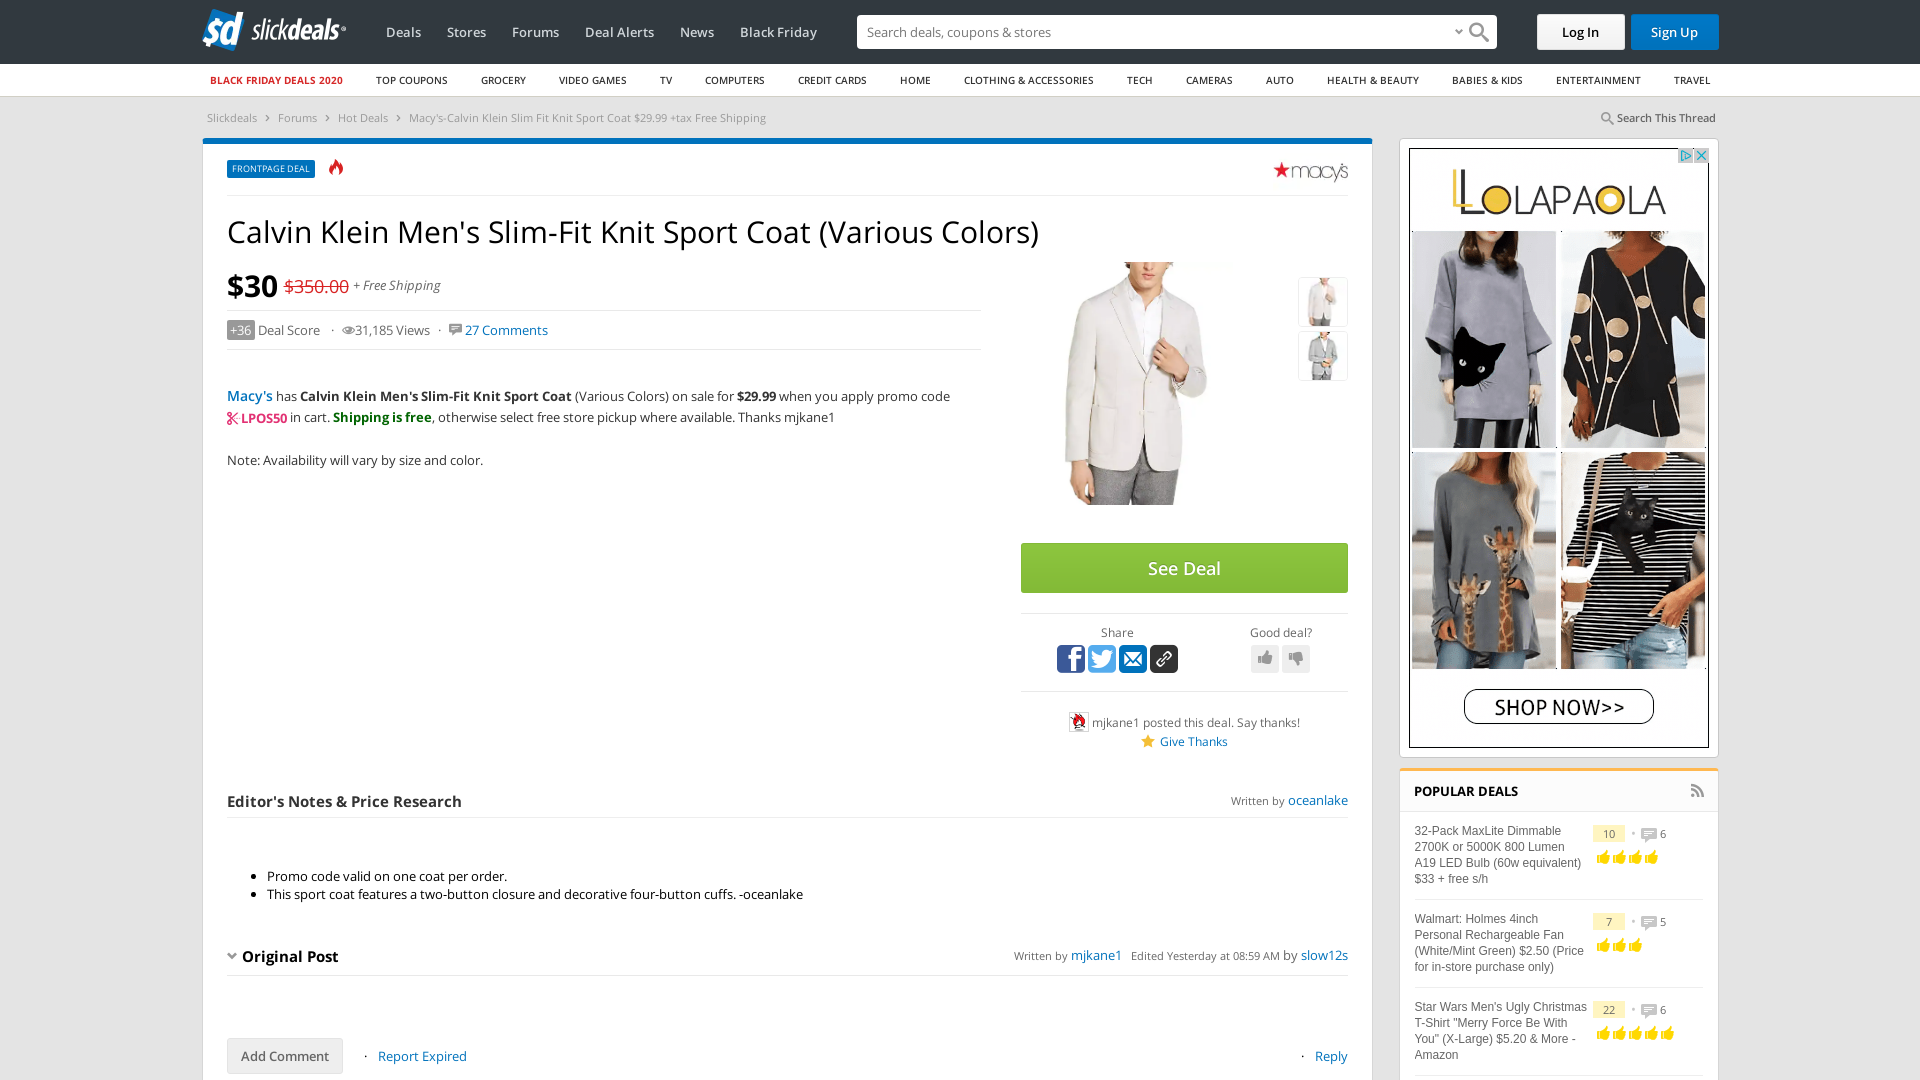 slickdeals
Deals
Stores
Forums
Deal Alerts
News
Black Friday
Search deals, coupons & stores
Log In
Sign Up
BLACK FRIDAY DEALS 2020
TOP COUPONS
GROCERY
VIDEO GAMES
TV
COMPUTERS
CREDIT CARDS
HOME
CLOTHING & ACCESSORIES
TECH
CAMERAS
AUTO
HEALTH & BEAUTY
BABIES & KIDS
ENTERTAINMENT
TRAVEL
Slickdeals › Forums › Hot Deals › Macy's-Calvin Klein Slim Fit Knit Sport Coat $29.99 +tax Free Shipping
Search This Thread
FRONTPAGE DEAL
macy's
Calvin Klein Men's Slim-Fit Knit Sport Coat (Various Colors)
$30 $350.00 + Free Shipping
+36 Deal Score · 31,185 Views · 27 Comments
Macy's has Calvin Klein Men's Slim-Fit Knit Sport Coat (Various Colors) on sale for $29.99 when you apply promo code
LPOS50 in cart. Shipping is free, otherwise select free store pickup where available. Thanks mjkane1
Note: Availability will vary by size and color.
See Deal
Share
Good deal?
mjkane1 posted this deal. Say thanks!
Give Thanks
Editor's Notes & Price Research
Written by oceanlake
• Promo code valid on one coat per order.
• This sport coat features a two-button closure and decorative four-button cuffs. -oceanlake
Original Post
Written by mjkane1 Edited Yesterday at 08:59 AM by slow12s
Add Comment
· Report Expired
· Reply
LOLAPAOLA
SHOP NOW>>
POPULAR DEALS
32-Pack MaxLite Dimmable
2700K or 5000K 800 Lumen
A19 LED Bulb (60w equivalent)
$33 + free s/h
10 • 6
Walmart: Holmes 4inch
Personal Rechargeable Fan
(White/Mint Green) $2.50 (Price
for in-store purchase only)
7 • 5
Star Wars Men's Ugly Christmas
T-Shirt "Merry Force Be With
You" (X-Large) $5.20 & More -
Amazon
22 • 6